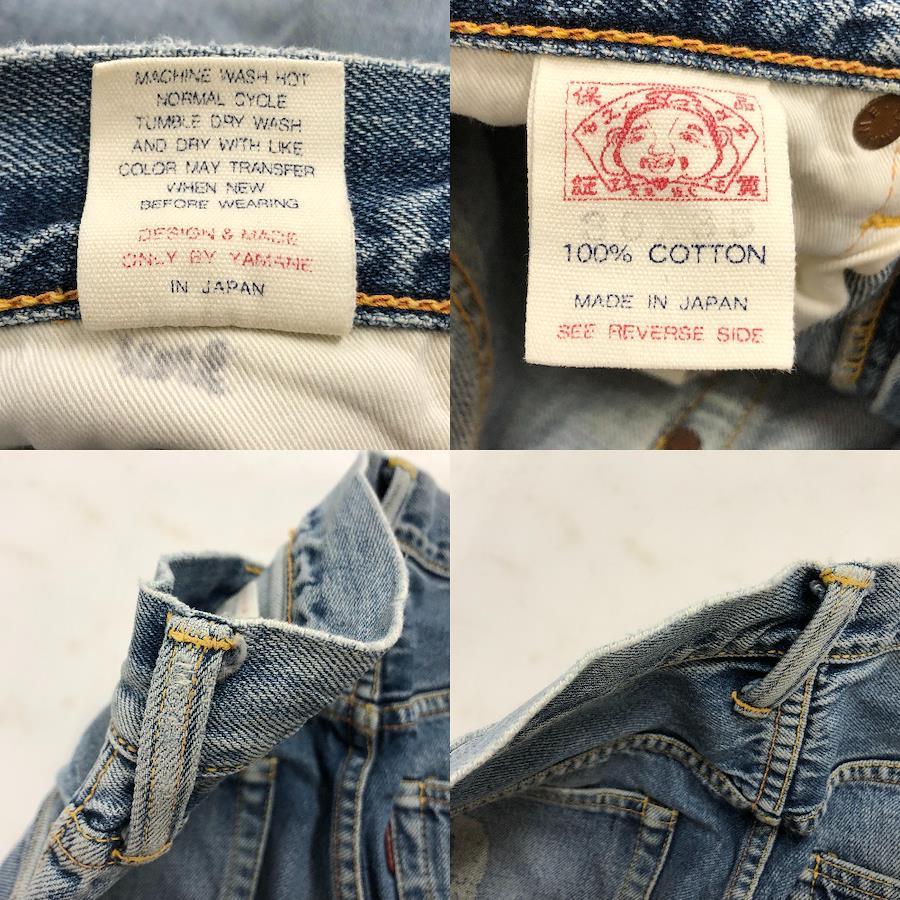 MACHINE WASH HOT
NORMAL CYCLE
TUMBLE DRY WASH
AND DRY WITH LIKE
COLOR MAY TRANSFER
WHEN NEW
BEFORE WEARING
DESIGN & MADE
ONLY BY YAMANE
IN JAPAN
保 品
証 質
100% COTTON
MADE IN JAPAN
SEE REVERSE SIDE